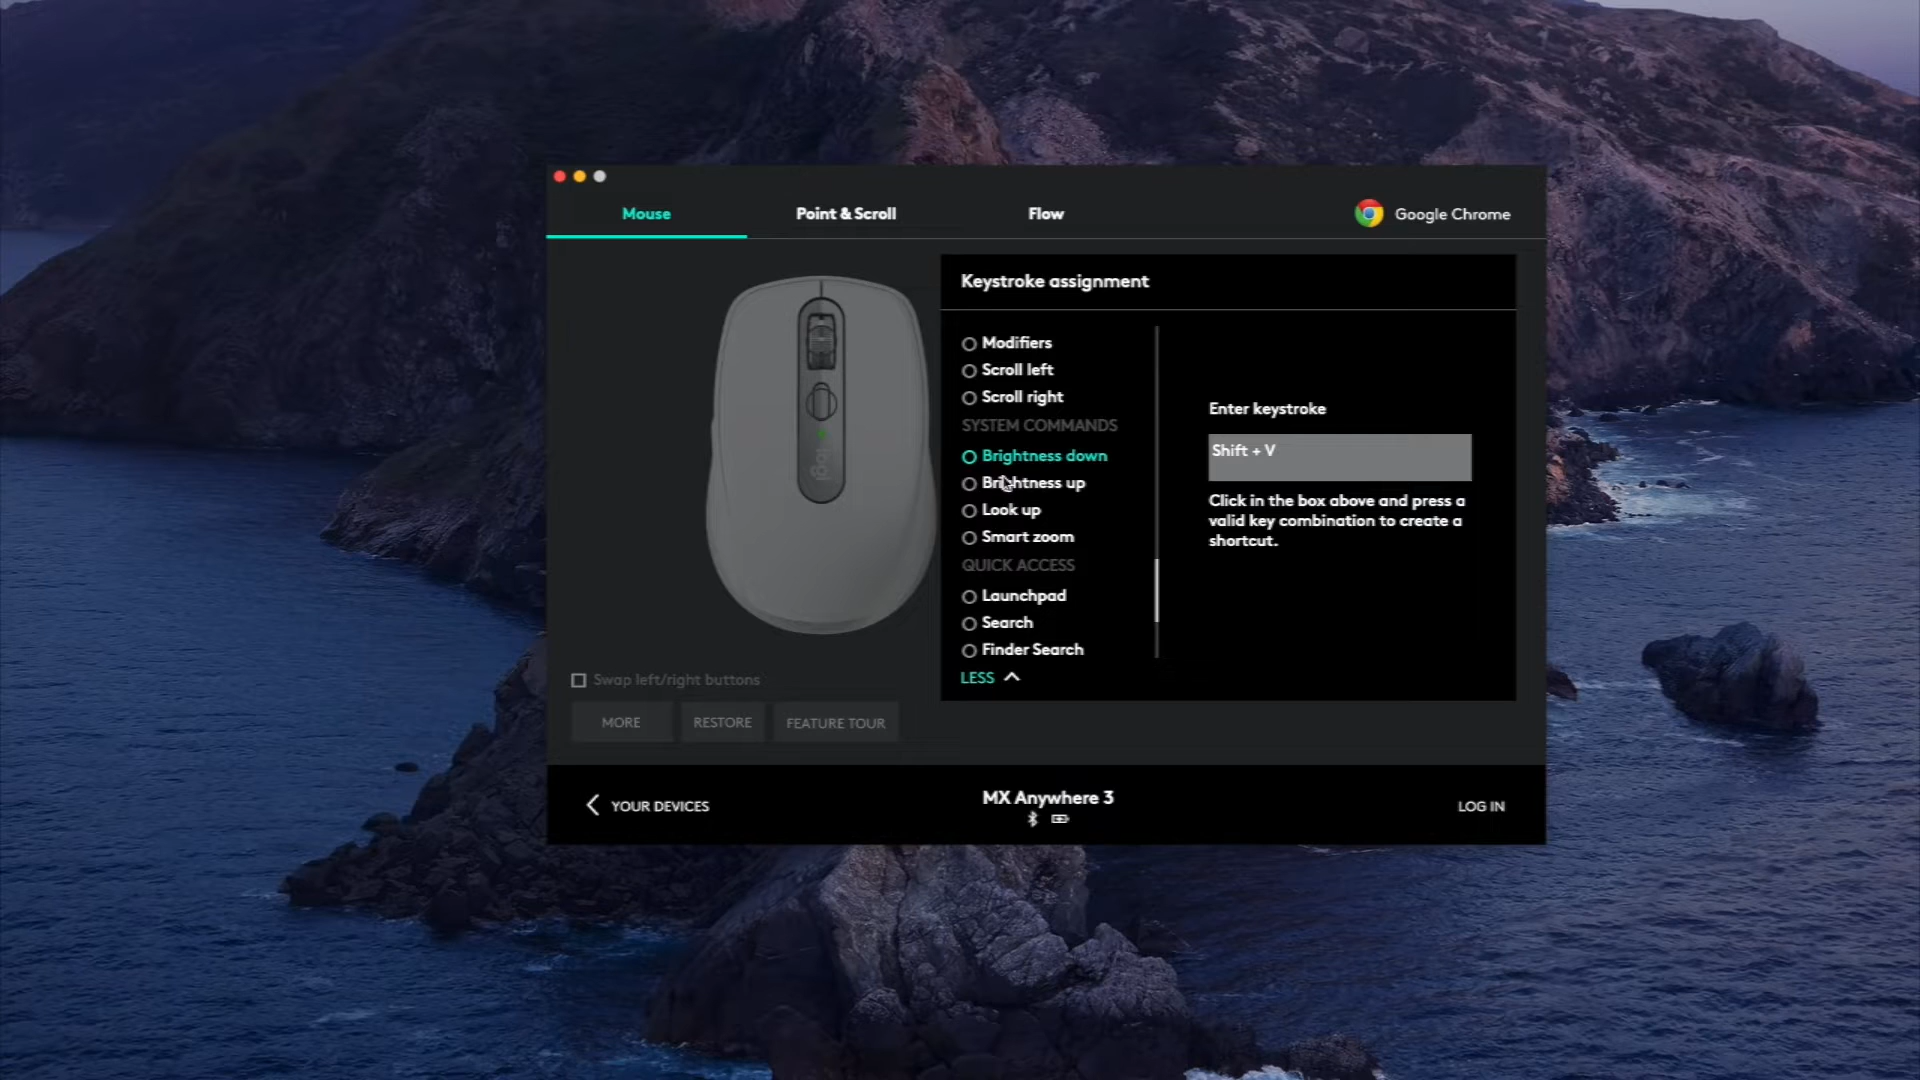 Mouse
Point & Scroll
Flow
Google Chrome
Keystroke assignment
Modifiers
Scroll left
Scroll right
SYSTEM COMMANDS
Brightness down
Brightness up
Look up
Smart zoom
QUICK ACCESS
Launchpad
Search
Finder Search
LESS
Enter keystroke
Shift + V
Click in the box above and press a
valid key combination to create a
shortcut.
logi
Swap left/right buttons
MORE
RESTORE
FEATURE TOUR
YOUR DEVICES
MX Anywhere 3
LOG IN